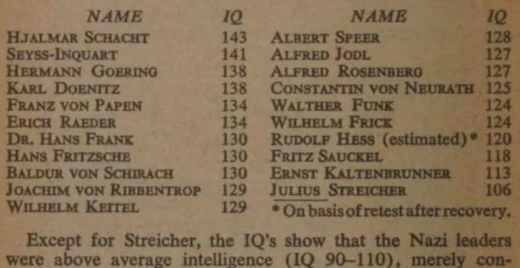 NAME IQ NAME IQ
HJALMAR SCHACHT 143 ALBERT SPEER 128
SEYSS-INQUART 141 ALFRED JODL 127
HERMANN GOERING 138 ALFRED ROSENBERG 127
KARL DOENITZ 138 CONSTANTIN VON NEURATH 125
FRANZ VON PAPEN 134 WALTHER FUNK 124
ERICH RAEDER 134 WILHELM FRICK 124
DR. HANS FRANK 130 RUDOLF HESS (estimated)* 120
HANS FRITZSCHE 130 FRITZ SAUCKEL 118
BALDUR VON SCHIRACH 130 ERNST KALTENBRUNNER 113
JOACHIM VON RIBBENTROP 129 JULIUS STREICHER 106
WILHELM KEITEL 129 * On basis of retest after recovery.
Except for Streicher, the IQ's show that the Nazi leaders
were above average intelligence (IQ 90–110), merely con-